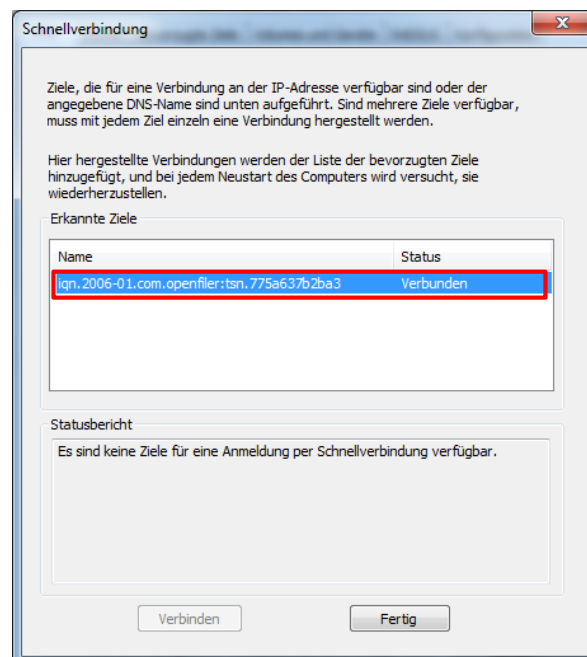 Schnellverbindung
Ziele, die für eine Verbindung an der IP-Adresse verfügbar sind oder der
angegebene DNS-Name sind unten aufgeführt. Sind mehrere Ziele verfügbar,
muss mit jedem Ziel einzeln eine Verbindung hergestellt werden.
Hier hergestellte Verbindungen werden der Liste der bevorzugten Ziele
hinzugefügt, und bei jedem Neustart des Computers wird versucht, sie
wiederherzustellen.
Erkannte Ziele
Name Status
iqn.2006-01.com.openfiler:tsn.775a637b2ba3 Verbunden
Statusbericht
Es sind keine Ziele für eine Anmeldung per Schnellverbindung verfügbar.
Verbinden Fertig